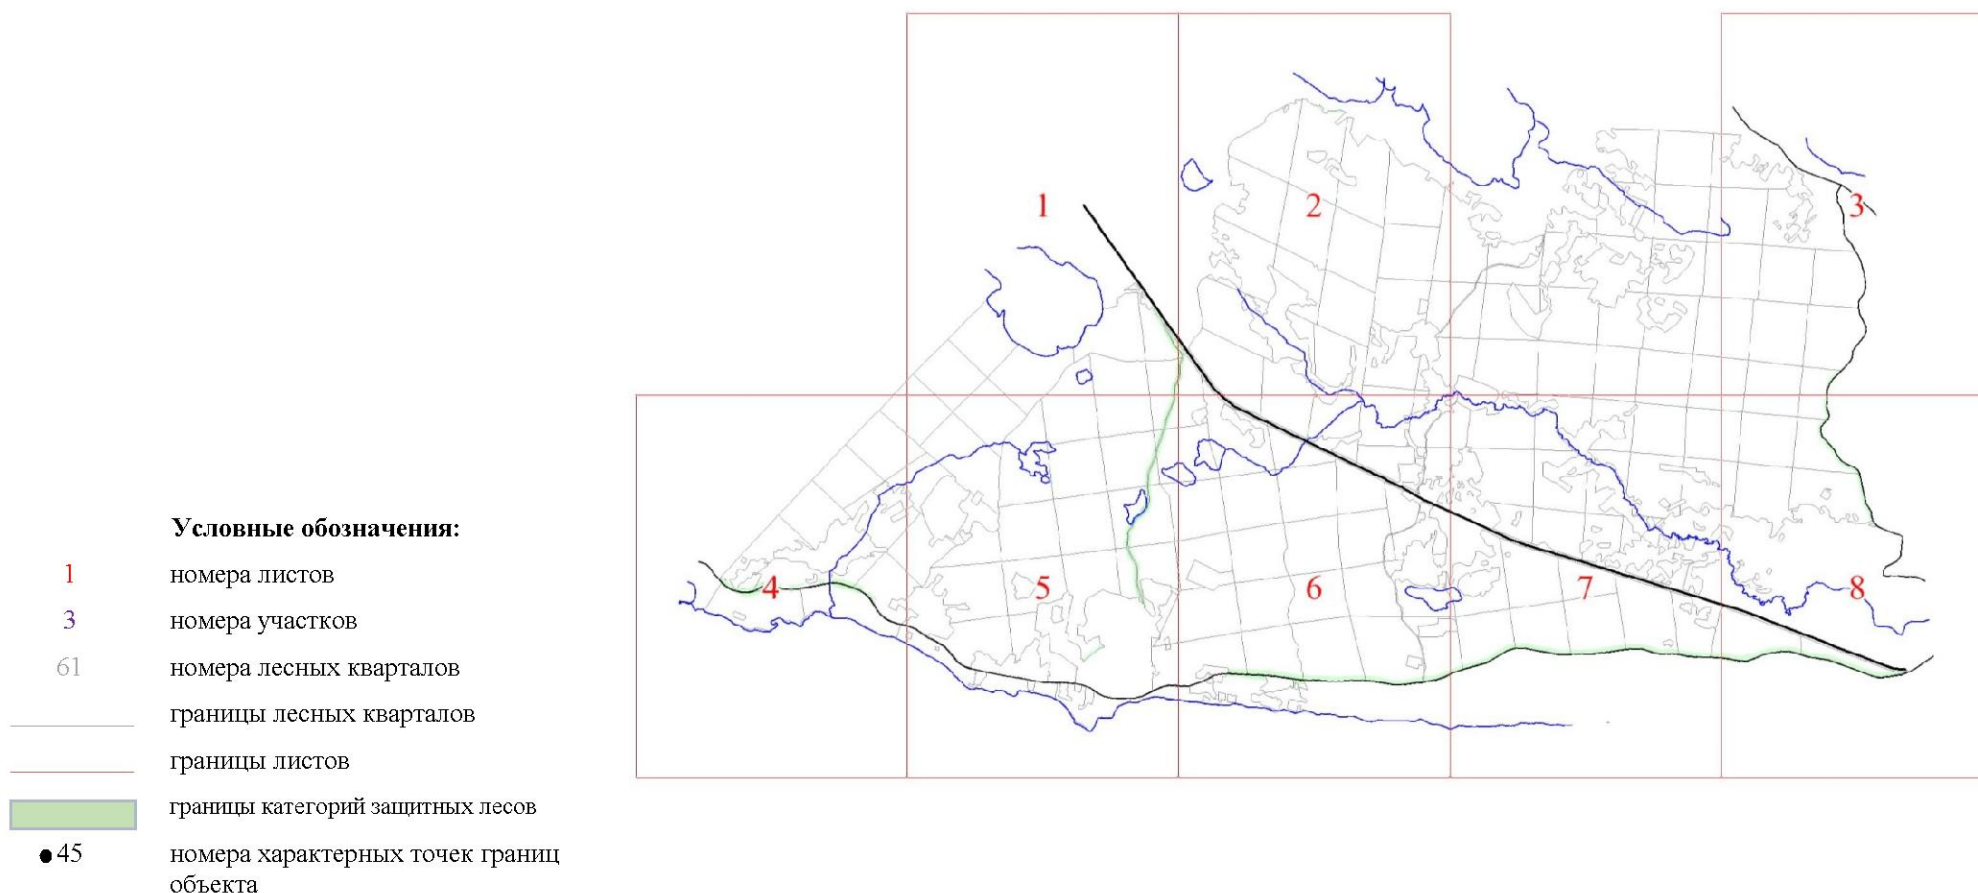 1
2
3
4
5
6
7
8
Условные обозначения:
1 номера листов
3 номера участков
61 номера лесных кварталов
границы лесных кварталов
границы листов
границы категорий защитных лесов
45 номера характерных точек границ
объекта